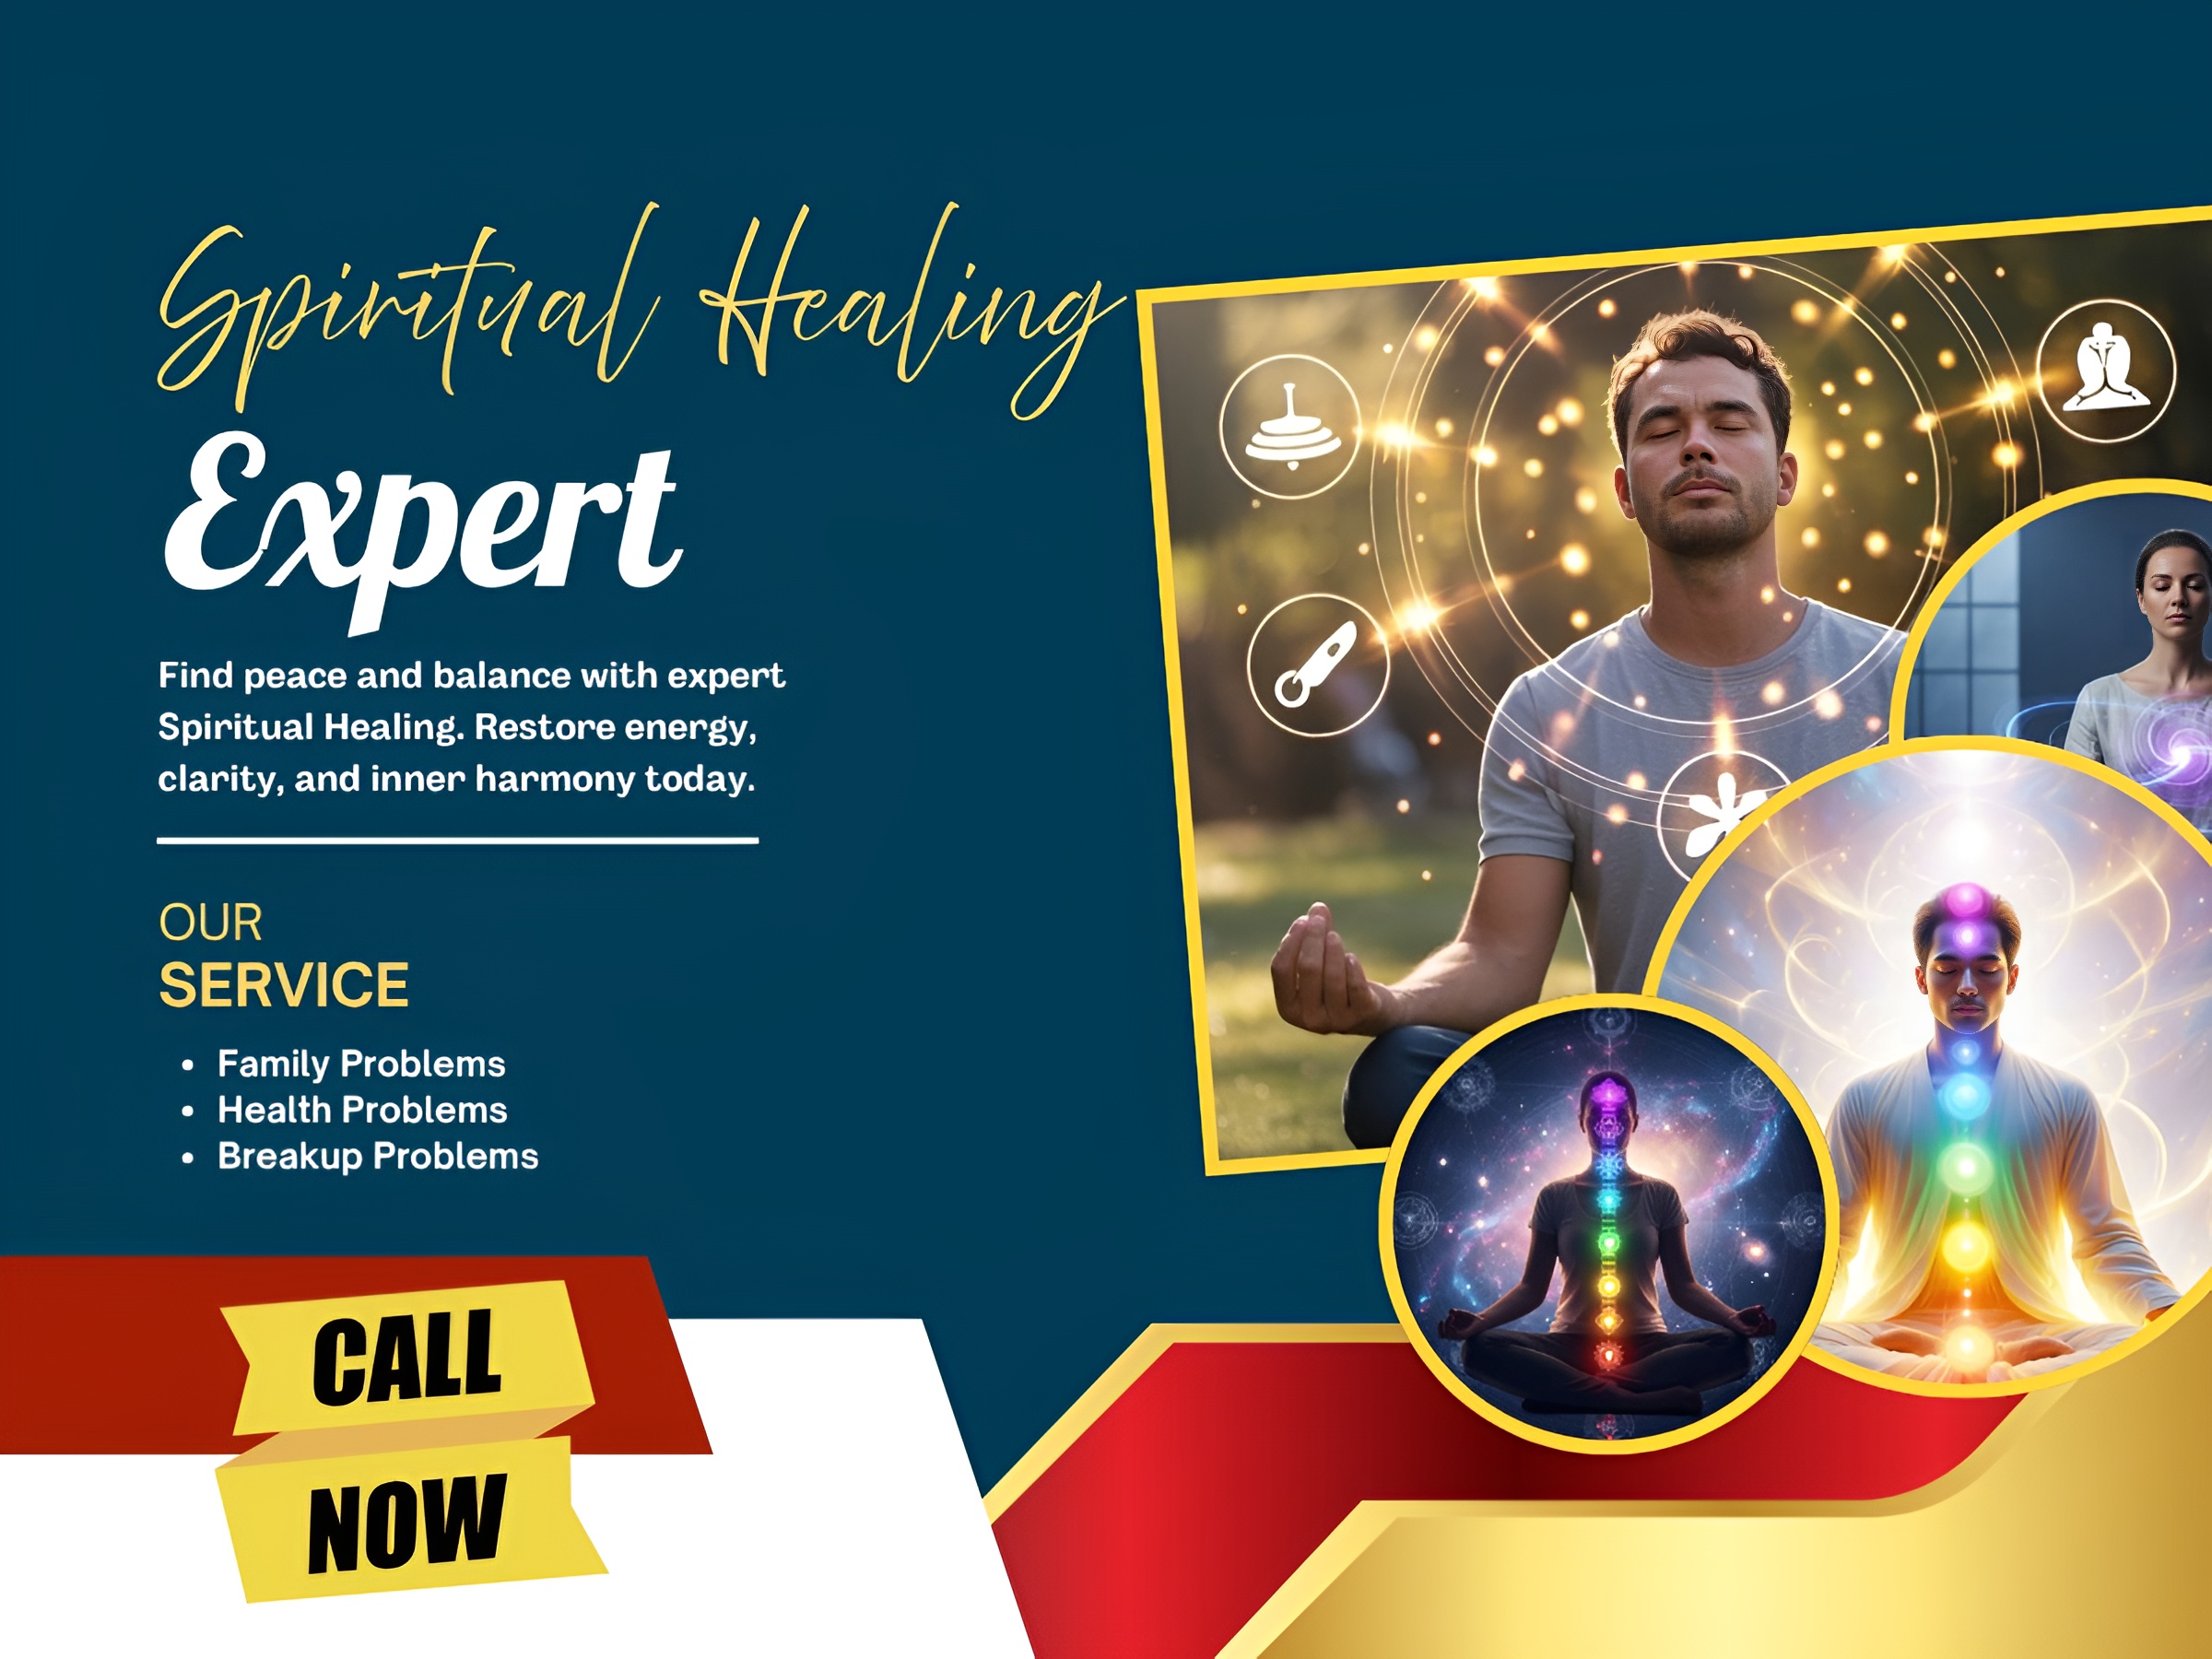 Spiritual Healing
Expert
Find peace and balance with expert
Spiritual Healing. Restore energy,
clarity, and inner harmony today.
OUR
SERVICE
• Family Problems
• Health Problems
• Breakup Problems
CALL
NOW